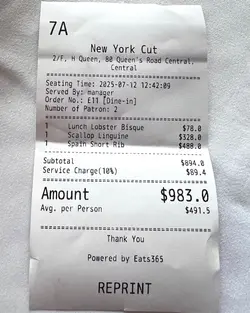 7A
New York Cut
2/F, H Queen, 80 Queen's Road Central,
Central
Seating Time: 2025-07-12 12:42:09
Served By: manager
Order No.: E11 [Dine-in]
Number of Patron: 2
1 Lunch Lobster Bisque $78.0
1 Scallop Linguine $328.0
1 Spain Short Rib $488.0
Subtotal $894.0
Service Charge(10%) $89.4
Amount $983.0
Avg. per Person $491.5
Thank You
Powered by Eats365
REPRINT